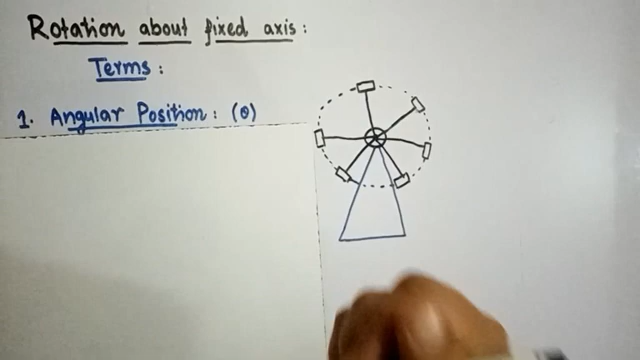 Rotation about fixed axis:
Terms:
1. Angular Position: (θ)